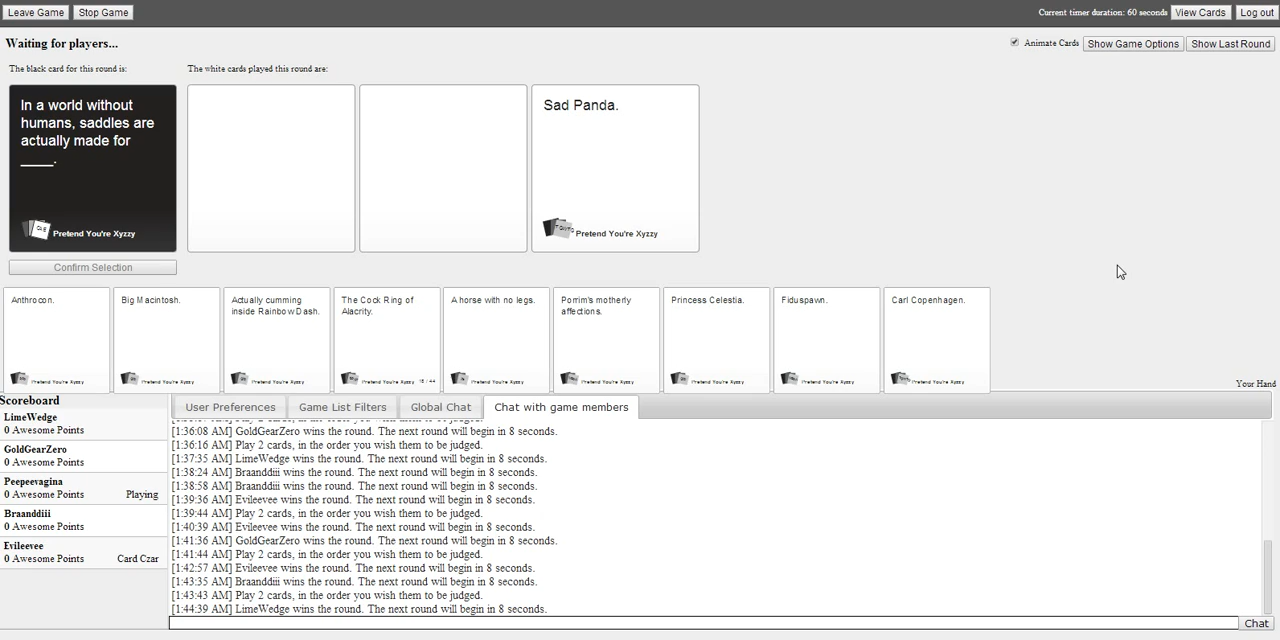 Leave Game Stop Game Current timer duration: 60 seconds View Cards Log out
Waiting for players... Animate Cards Show Game Options Show Last Round
The black card for this round is: The white cards played this round are:
In a world without
humans, saddles are
actually made for
____.
Pretend You're Xyzzy
Sad Panda.
Pretend You're Xyzzy
Confirm Selection
Anthrocon.
Pretend You're Xyzzy
Big Macintosh.
Pretend You're Xyzzy
Actually cumming
inside Rainbow Dash.
Pretend You're Xyzzy
The Cock Ring of
Alacrity.
Pretend You're Xyzzy
A horse with no legs.
Pretend You're Xyzzy
Porrim's motherly
affections.
Pretend You're Xyzzy
Princess Celestia.
Pretend You're Xyzzy
Fiduspawn.
Pretend You're Xyzzy
Carl Copenhagen.
Pretend You're Xyzzy
Your Hand
Scoreboard
LimeWedge
0 Awesome Points
GoldGearZero
0 Awesome Points
Peepeevagina
0 Awesome Points Playing
Braanddiii
0 Awesome Points
Evileevee
0 Awesome Points Card Czar
User Preferences Game List Filters Global Chat Chat with game members
[1:36:08 AM] GoldGearZero wins the round. The next round will begin in 8 seconds.
[1:36:16 AM] Play 2 cards, in the order you wish them to be judged.
[1:37:35 AM] LimeWedge wins the round. The next round will begin in 8 seconds.
[1:38:24 AM] Braanddiii wins the round. The next round will begin in 8 seconds.
[1:38:58 AM] Braanddiii wins the round. The next round will begin in 8 seconds.
[1:39:36 AM] Evileevee wins the round. The next round will begin in 8 seconds.
[1:39:44 AM] Play 2 cards, in the order you wish them to be judged.
[1:40:39 AM] Evileevee wins the round. The next round will begin in 8 seconds.
[1:41:36 AM] GoldGearZero wins the round. The next round will begin in 8 seconds.
[1:41:44 AM] Play 2 cards, in the order you wish them to be judged.
[1:42:57 AM] Evileevee wins the round. The next round will begin in 8 seconds.
[1:43:35 AM] Braanddiii wins the round. The next round will begin in 8 seconds.
[1:43:43 AM] Play 2 cards, in the order you wish them to be judged.
[1:44:39 AM] LimeWedge wins the round. The next round will begin in 8 seconds.
Chat